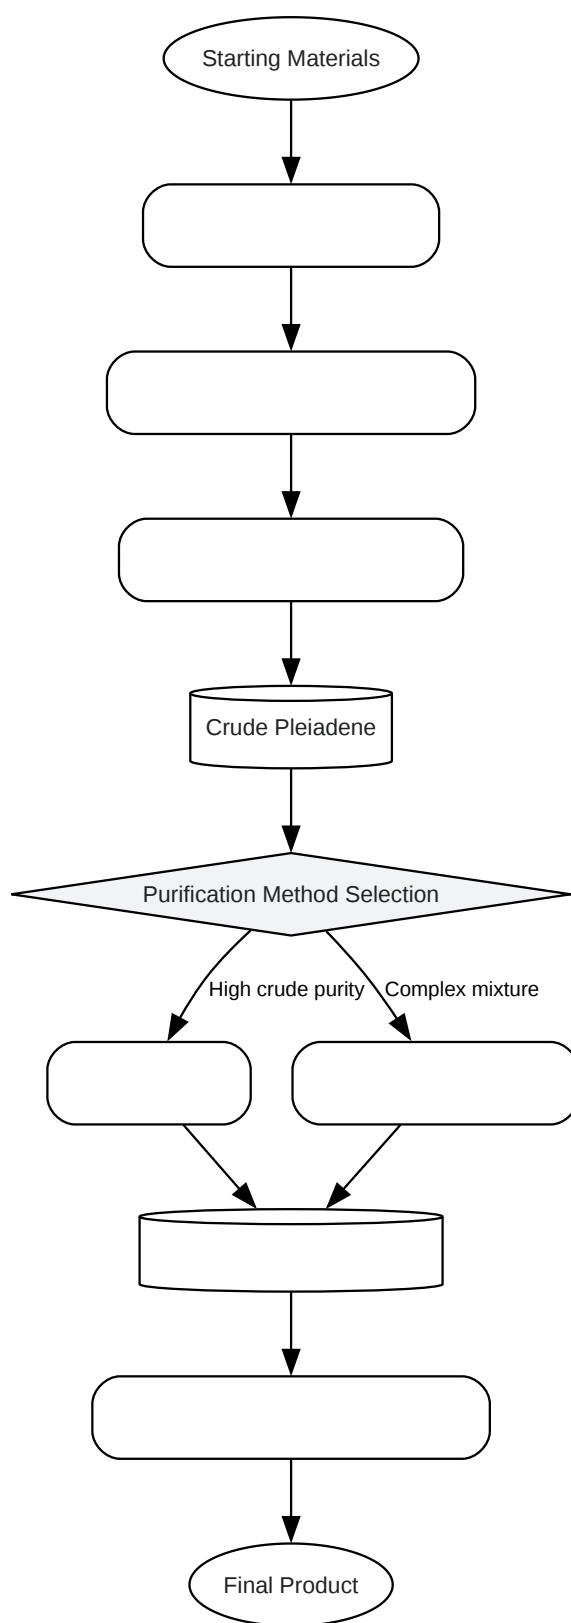 Starting Materials
Crude Pleiadene
Purification Method Selection
High crude purity
Complex mixture
Final Product